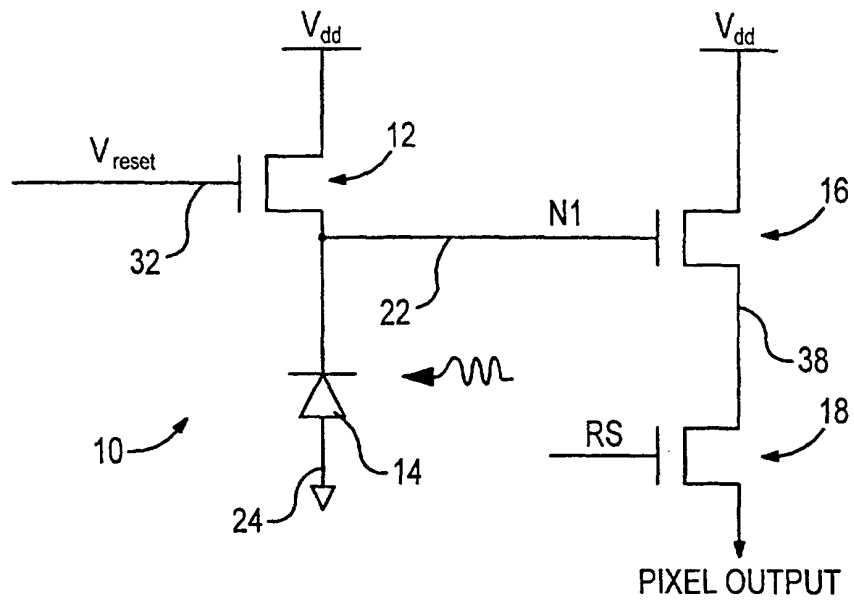 Vdd
Vdd
12
Vreset
16
N1
32
22
38
18
RS
10
14
24
PIXEL OUTPUT